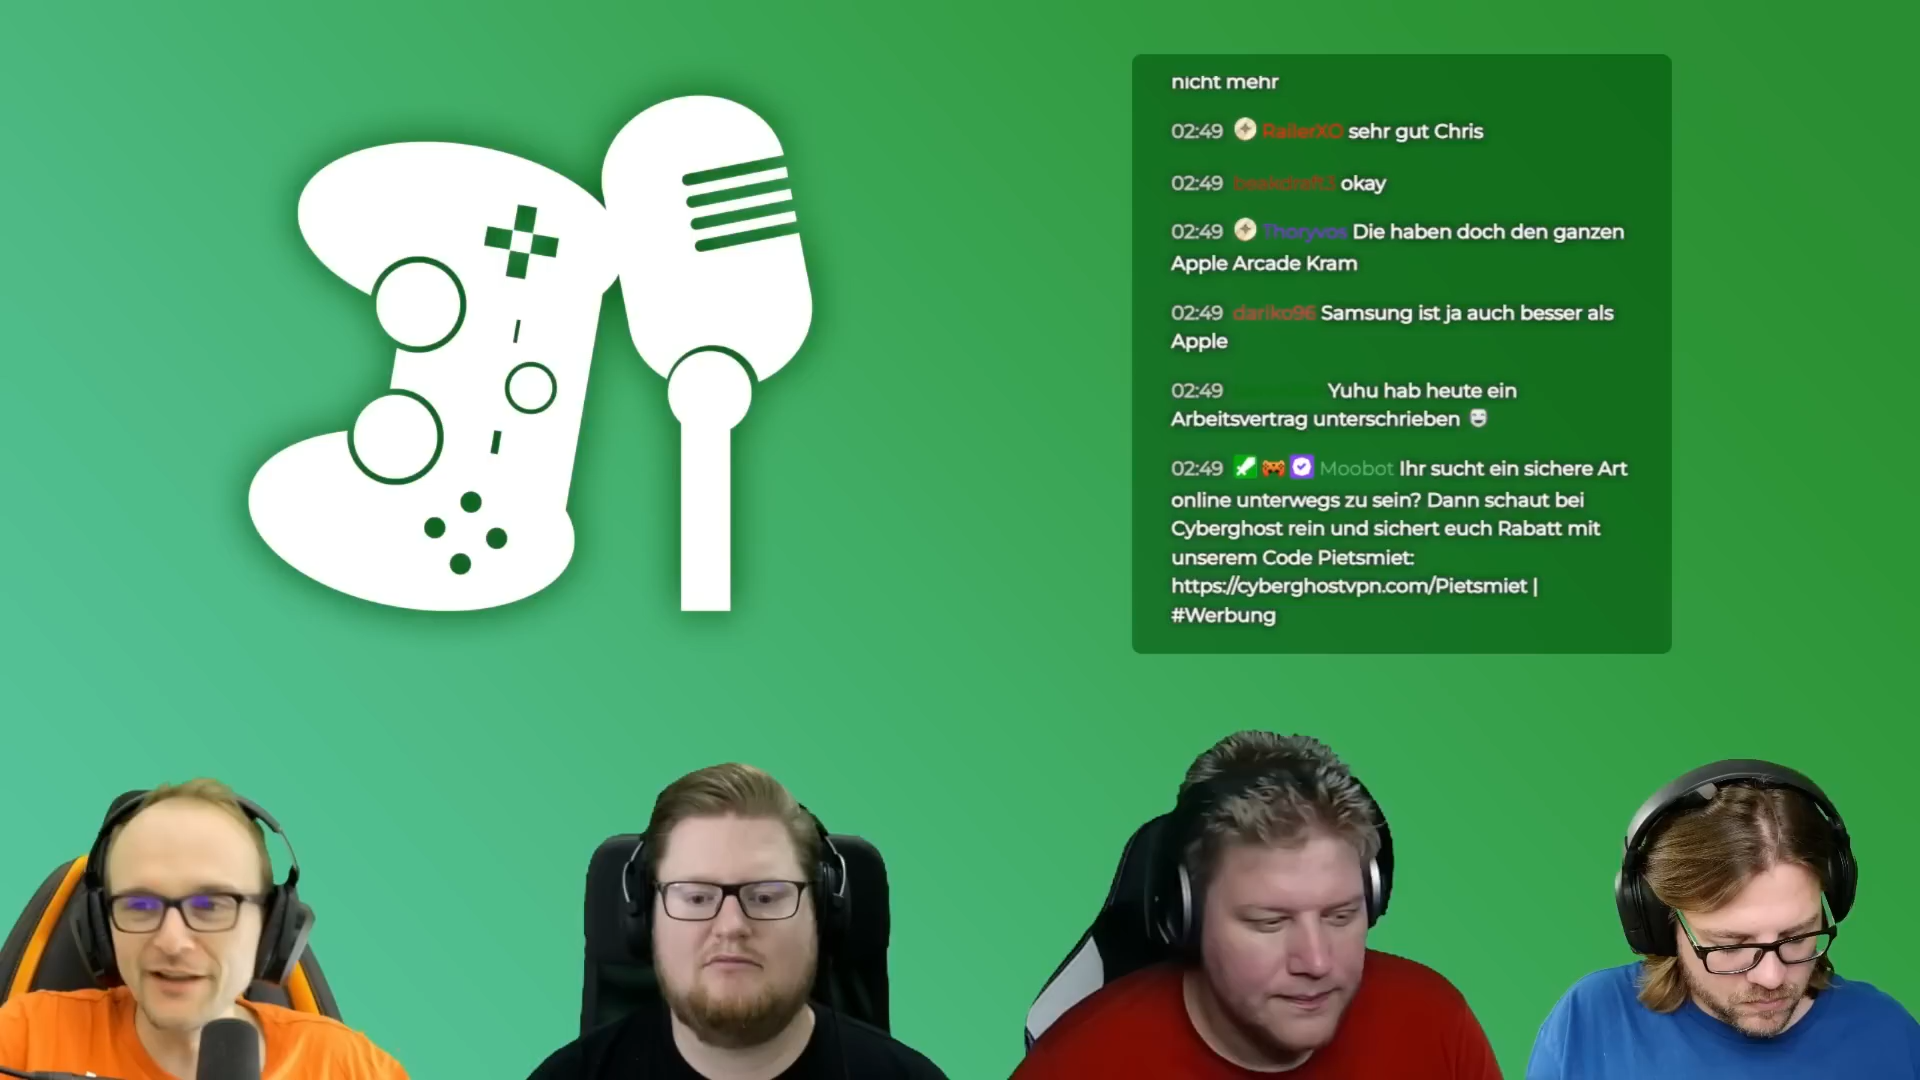 nicht mehr
02:49 RailerXO sehr gut Chris
02:49 okay
02:49 Thoryvos Die haben doch den ganzen
Apple Arcade Kram
02:49 dariko96 Samsung ist ja auch besser als
Apple
02:49 Yuhu hab heute ein
Arbeitsvertrag unterschrieben
02:49 Moobot Ihr sucht ein sichere Art
online unterwegs zu sein? Dann schaut bei
Cyberghost rein und sichert euch Rabatt mit
unserem Code Pietsmiet:
https://cyberghostvpn.com/Pietsmiet |
#Werbung